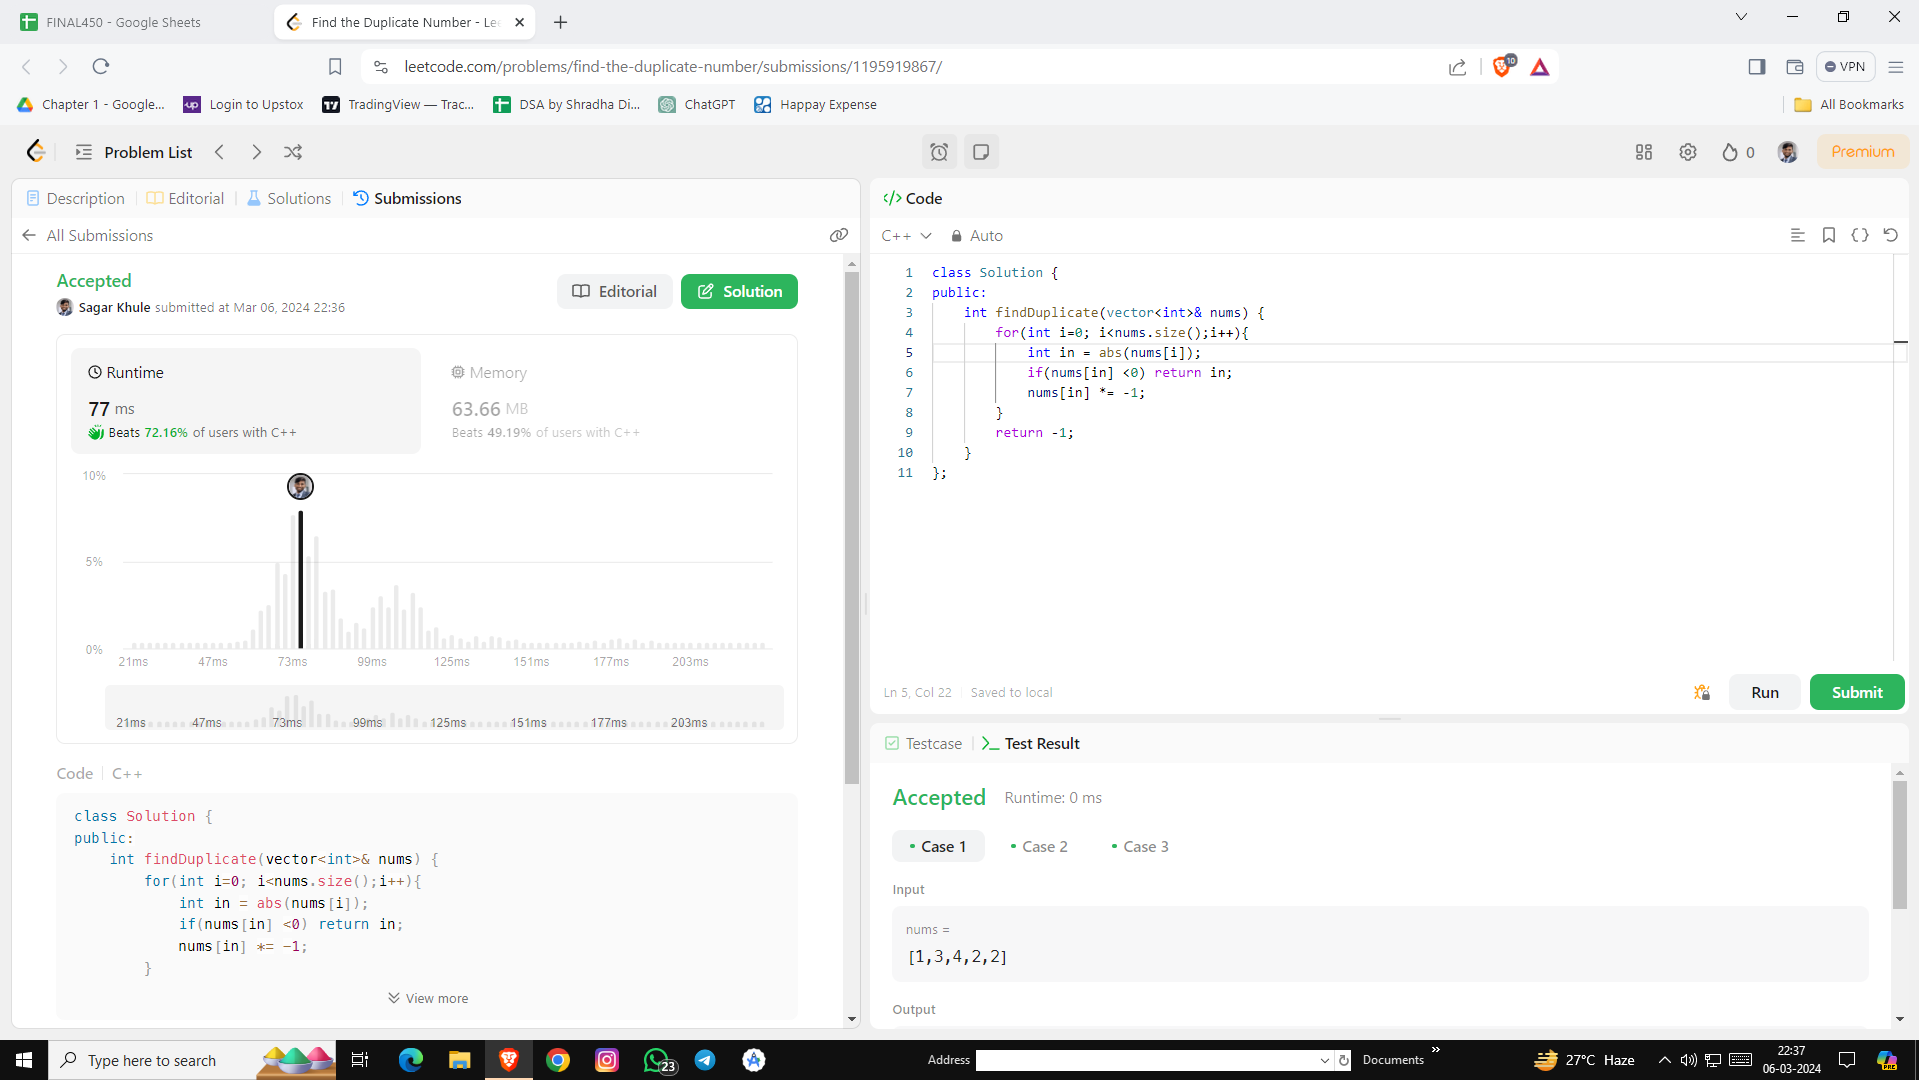 FINAL450 - Google Sheets
Find the Duplicate Number - Lee
leetcode.com/problems/find-the-duplicate-number/submissions/1195919867/
10
VPN
Chapter 1 - Google...
Login to Upstox
TradingView — Trac...
DSA by Shradha Di...
ChatGPT
Happay Expense
All Bookmarks
Problem List
0
Premium
Description
Editorial
Solutions
Submissions
All Submissions
Accepted
Sagar Khule submitted at Mar 06, 2024 22:36
Editorial
Solution
Runtime
77 ms
Beats 72.16% of users with C++
Memory
63.66 MB
Beats 49.19% of users with C++
10%
5%
0%
21ms 47ms 73ms 99ms 125ms 151ms 177ms 203ms
21ms 47ms 73ms 99ms 125ms 151ms 177ms 203ms
Code C++
class Solution {
public:
int findDuplicate(vector<int>& nums) {
for(int i=0; i<nums.size();i++){
int in = abs(nums[i]);
if(nums[in] <0) return in;
nums[in] *= -1;
}
View more
</> Code
C++ Auto
1 class Solution {
2 public:
3 int findDuplicate(vector<int>& nums) {
4 for(int i=0; i<nums.size();i++){
5 int in = abs(nums[i]);
6 if(nums[in] <0) return in;
7 nums[in] *= -1;
8 }
9 return -1;
10 }
11 };
Ln 5, Col 22 Saved to local
Run
Submit
Testcase
Test Result
Accepted Runtime: 0 ms
Case 1
Case 2
Case 3
Input
nums =
[1,3,4,2,2]
Output
Type here to search
23
Address
Documents
27°C Haze
22:37
06-03-2024